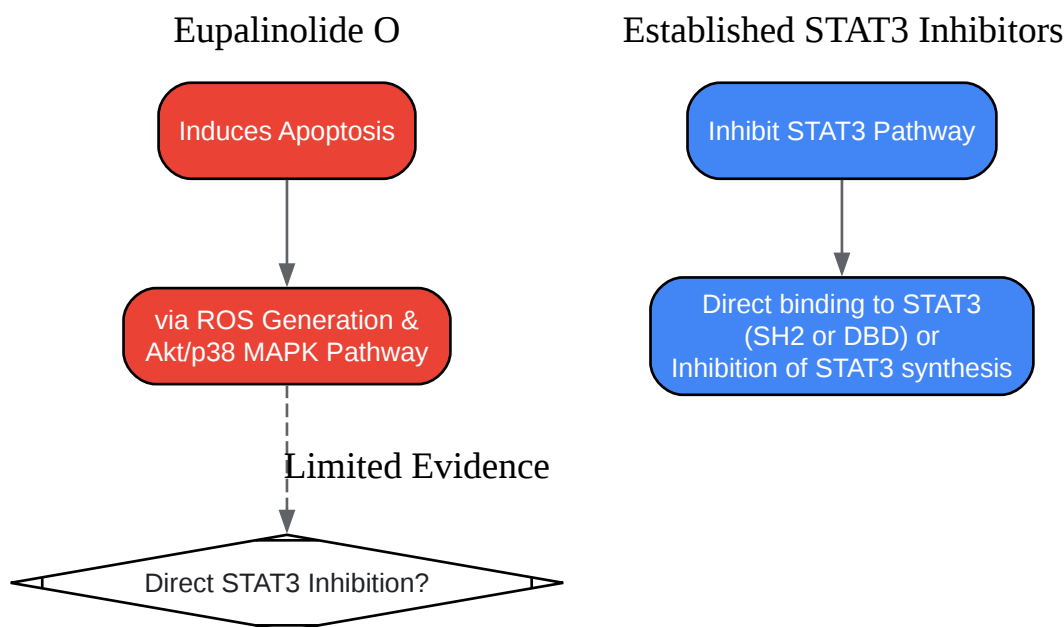 Eupalinolide O
Induces Apoptosis
via ROS Generation &
Akt/p38 MAPK Pathway
Limited Evidence
Direct STAT3 Inhibition?
Established STAT3 Inhibitors
Inhibit STAT3 Pathway
Direct binding to STAT3
(SH2 or DBD) or
Inhibition of STAT3 synthesis